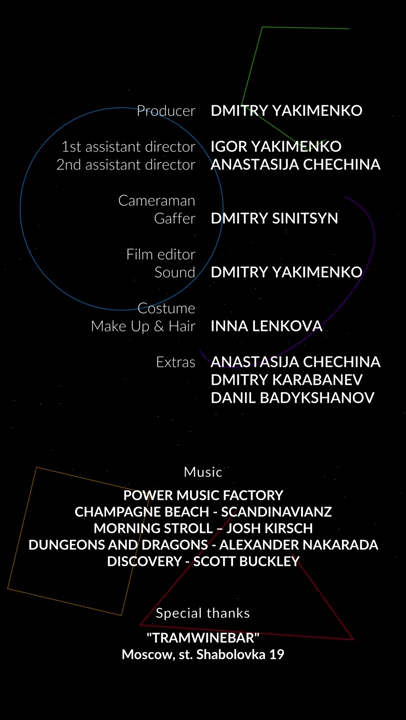 Producer DMITRY YAKIMENKO
1st assistant director IGOR YAKIMENKO
2nd assistant director ANASTASIJA CHECHINA
Cameraman
Gaffer DMITRY SINITSYN
Film editor
Sound DMITRY YAKIMENKO
Costume
Make Up & Hair INNA LENKOVA
Extras ANASTASIJA CHECHINA
DMITRY KARABANEV
DANIL BADYKSHANOV
Music
POWER MUSIC FACTORY
CHAMPAGNE BEACH - SCANDINAVIANZ
MORNING STROLL – JOSH KIRSCH
DUNGEONS AND DRAGONS - ALEXANDER NAKARADA
DISCOVERY - SCOTT BUCKLEY
Special thanks
"TRAMWINEBAR"
Moscow, st. Shabolovka 19